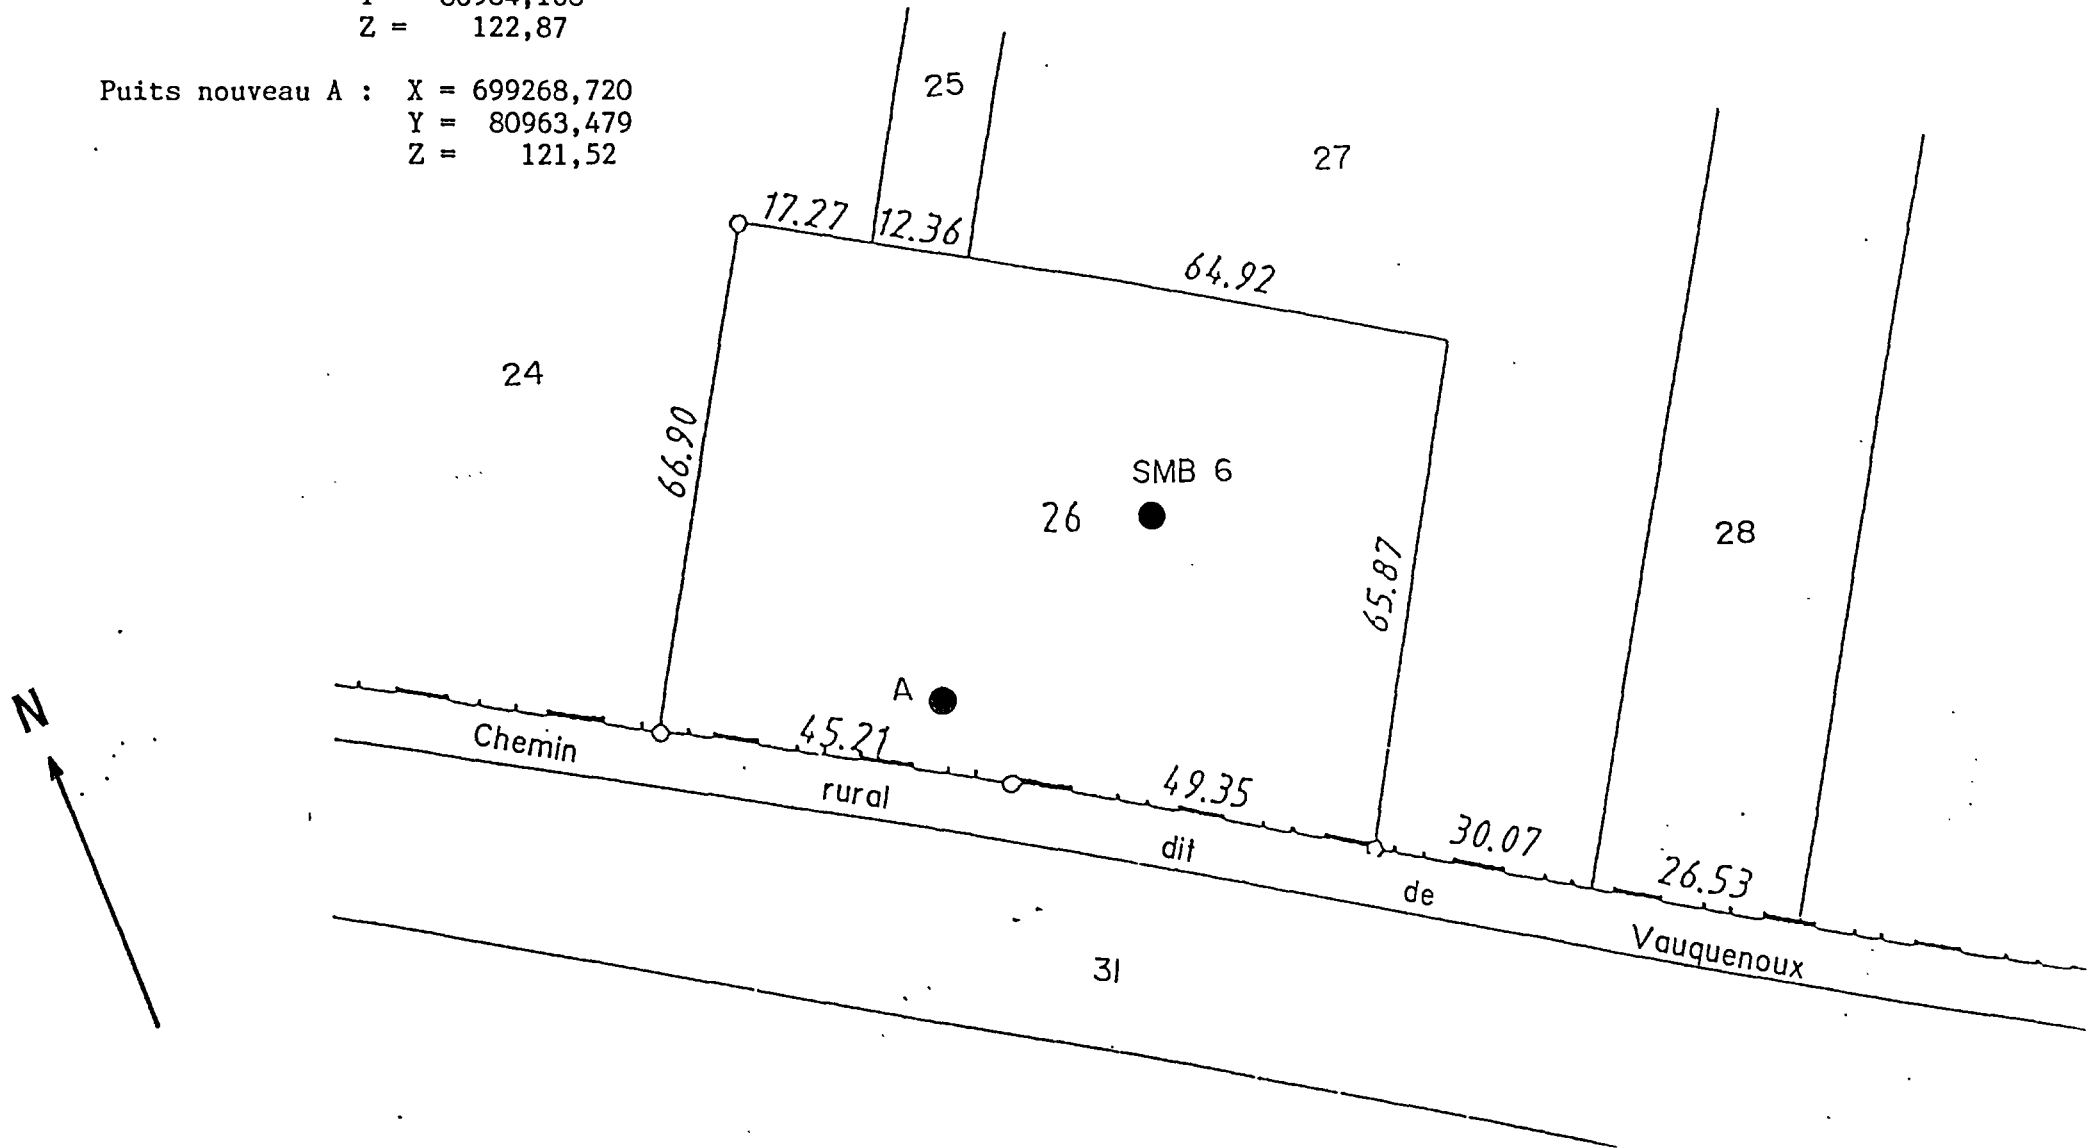 Z = 122,87
Puits nouveau A : X = 699268,720
Y = 80963,479
Z = 121,52
25
27
17.27
12.36
64.92
24
66.90
SMB 6
26
28
65.87
A
N
45.21
Chemin rural dit de Vauquenoux
49.35
30.07
26.53
31